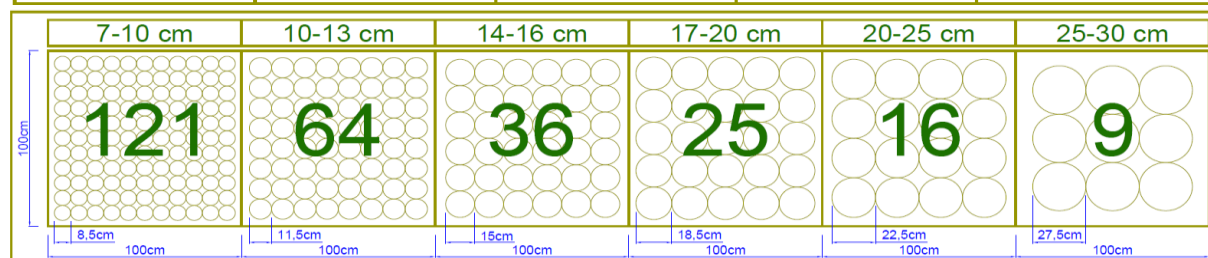 7-10 cm 10-13 cm 14-16 cm 17-20 cm 20-25 cm 25-30 cm
100cm
121 64 36 25 16 9
8,5cm 11,5cm 15cm 18,5cm 22,5cm 27,5cm
100cm 100cm 100cm 100cm 100cm 100cm